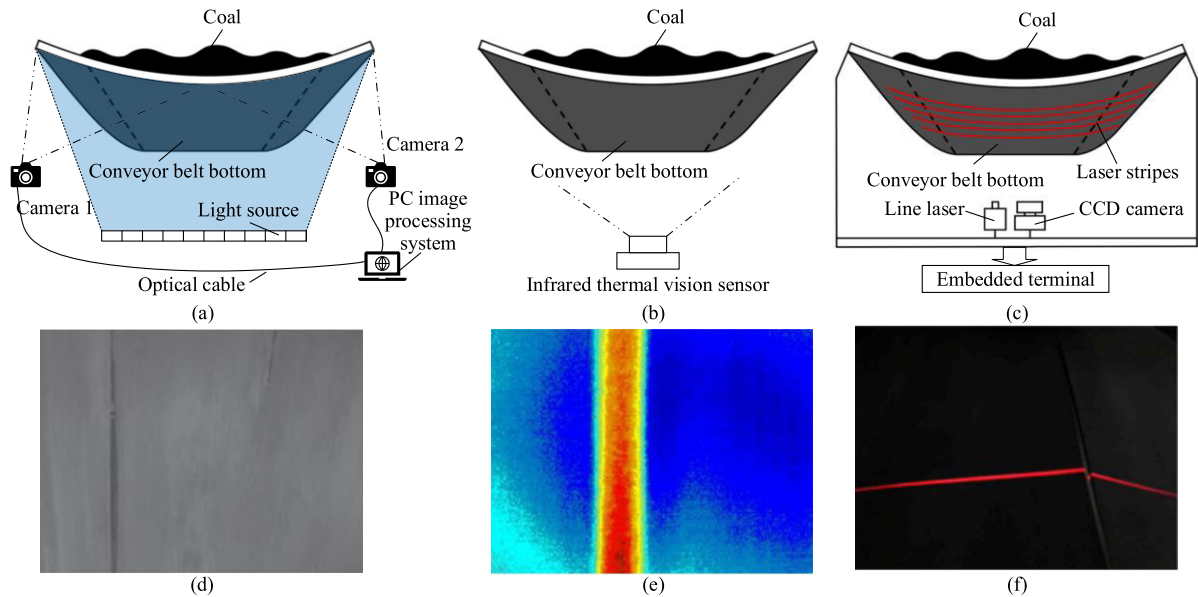 Coal
Camera 2
Conveyor belt bottom
Camera 1
Light source
PC image
processing
system
Optical cable
(a)
Coal
Conveyor belt bottom
Infrared thermal vision sensor
(b)
Coal
Laser stripes
Conveyor belt bottom
Line laser
CCD camera
Embedded terminal
(c)
(d)
(e)
(f)